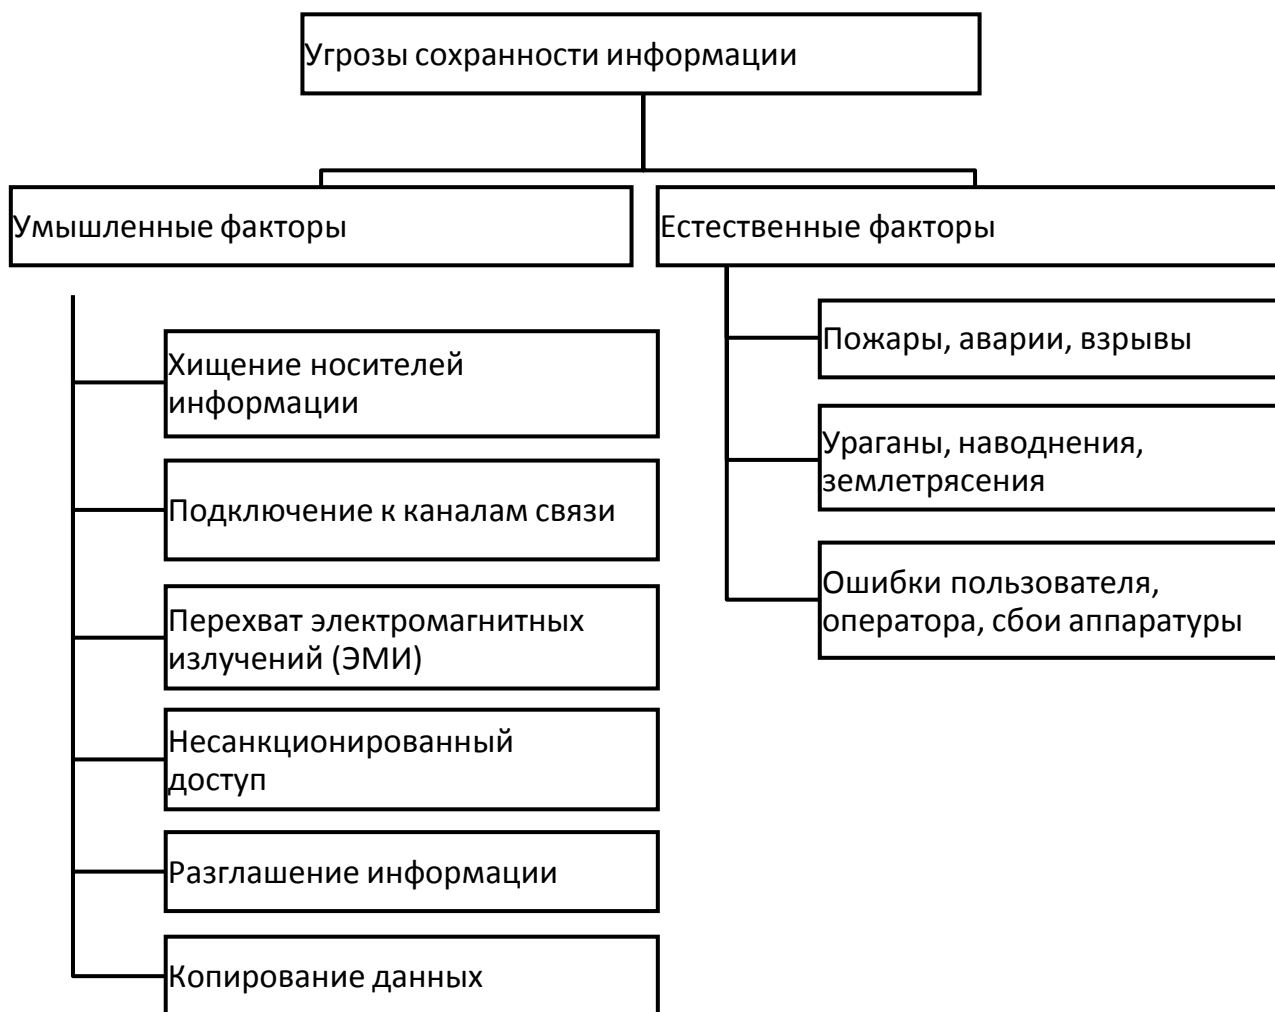 Угрозы сохранности информации
Умышленные факторы
Хищение носителей
информации
Подключение к каналам связи
Перехват электромагнитных
излучений (ЭМИ)
Несанкционированный
доступ
Разглашение информации
Копирование данных
Естественные факторы
Пожары, аварии, взрывы
Ураганы, наводнения,
землетрясения
Ошибки пользователя,
оператора, сбои аппаратуры